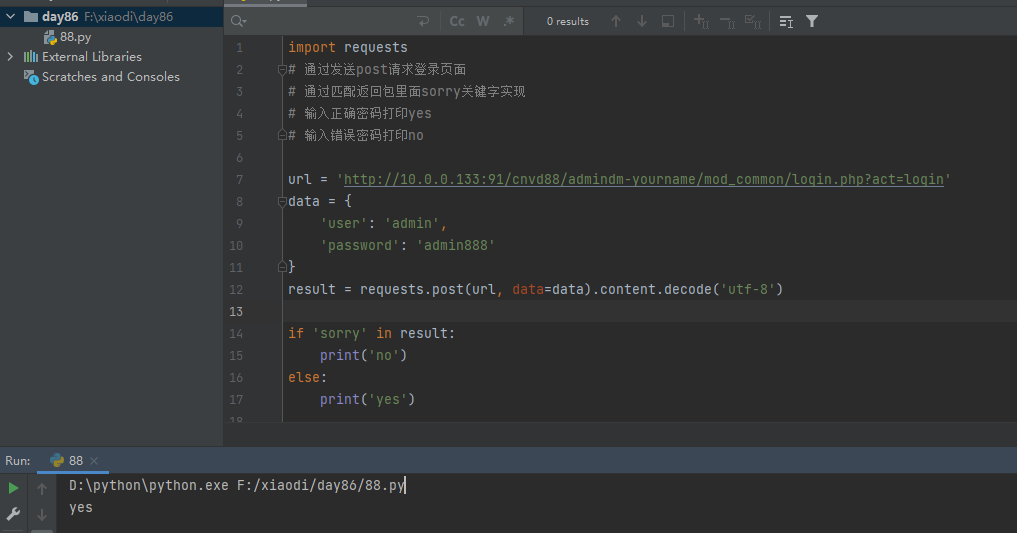 day86 F:\xiaodi\day86
88.py
External Libraries
Scratches and Consoles
Cc W .* 0 results
1 import requests
2 # 通过发送post请求登录页面
3 # 通过匹配返回包里面sorry关键字实现
4 # 输入正确密码打印yes
5 # 输入错误密码打印no
6
7 url = 'http://10.0.0.133:91/cnvd88/admindm-yourname/mod_common/login.php?act=login'
8 data = {
9 'user': 'admin',
10 'password': 'admin888'
11 }
12 result = requests.post(url, data=data).content.decode('utf-8')
13
14 if 'sorry' in result:
15 print('no')
16 else:
17 print('yes')
18
Run: 88
D:\python\python.exe F:/xiaodi/day86/88.py
yes